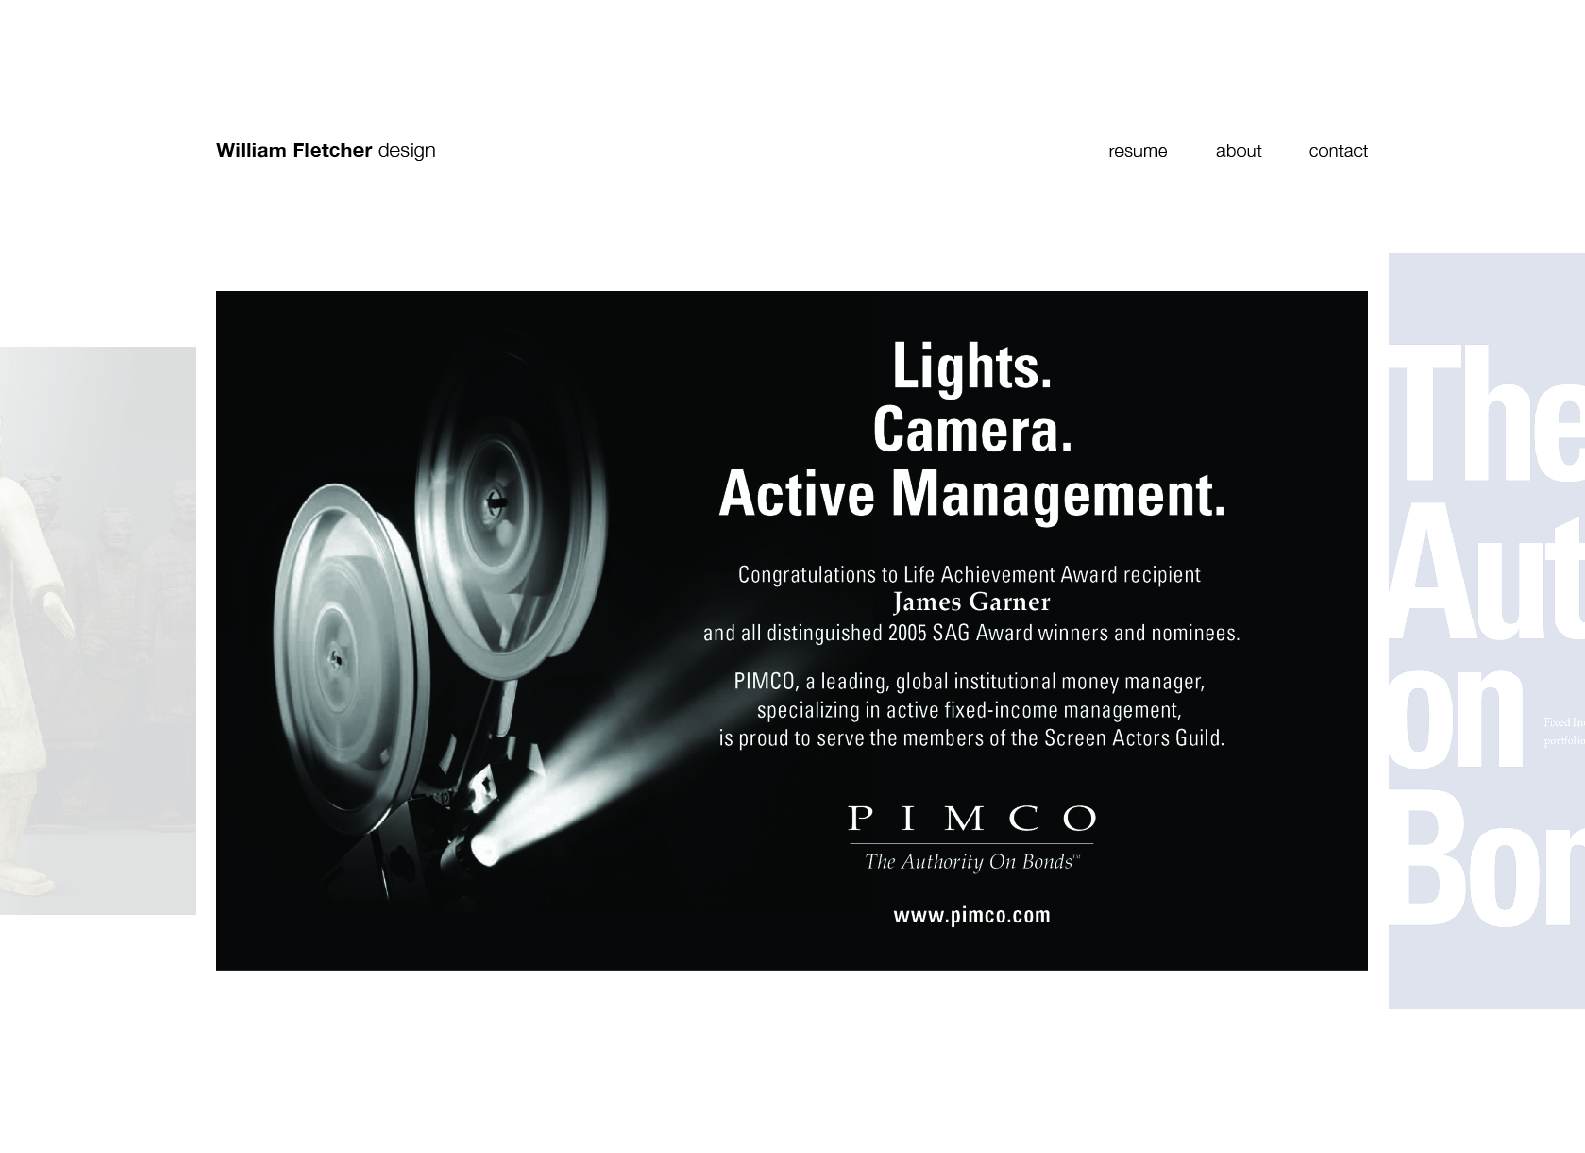 William Fletcher design
resume about contact
Lights.
Camera.
Active Management.
Congratulations to Life Achievement Award recipient
James Garner
and all distinguished 2005 SAG Award winners and nominees.
PIMCO, a leading, global institutional money manager,
specializing in active fixed-income management,
is proud to serve the members of the Screen Actors Guild.
PIMCO
The Authority On Bonds™
www.pimco.com
The
Aut
on
Fixed In
portfolio
Bon